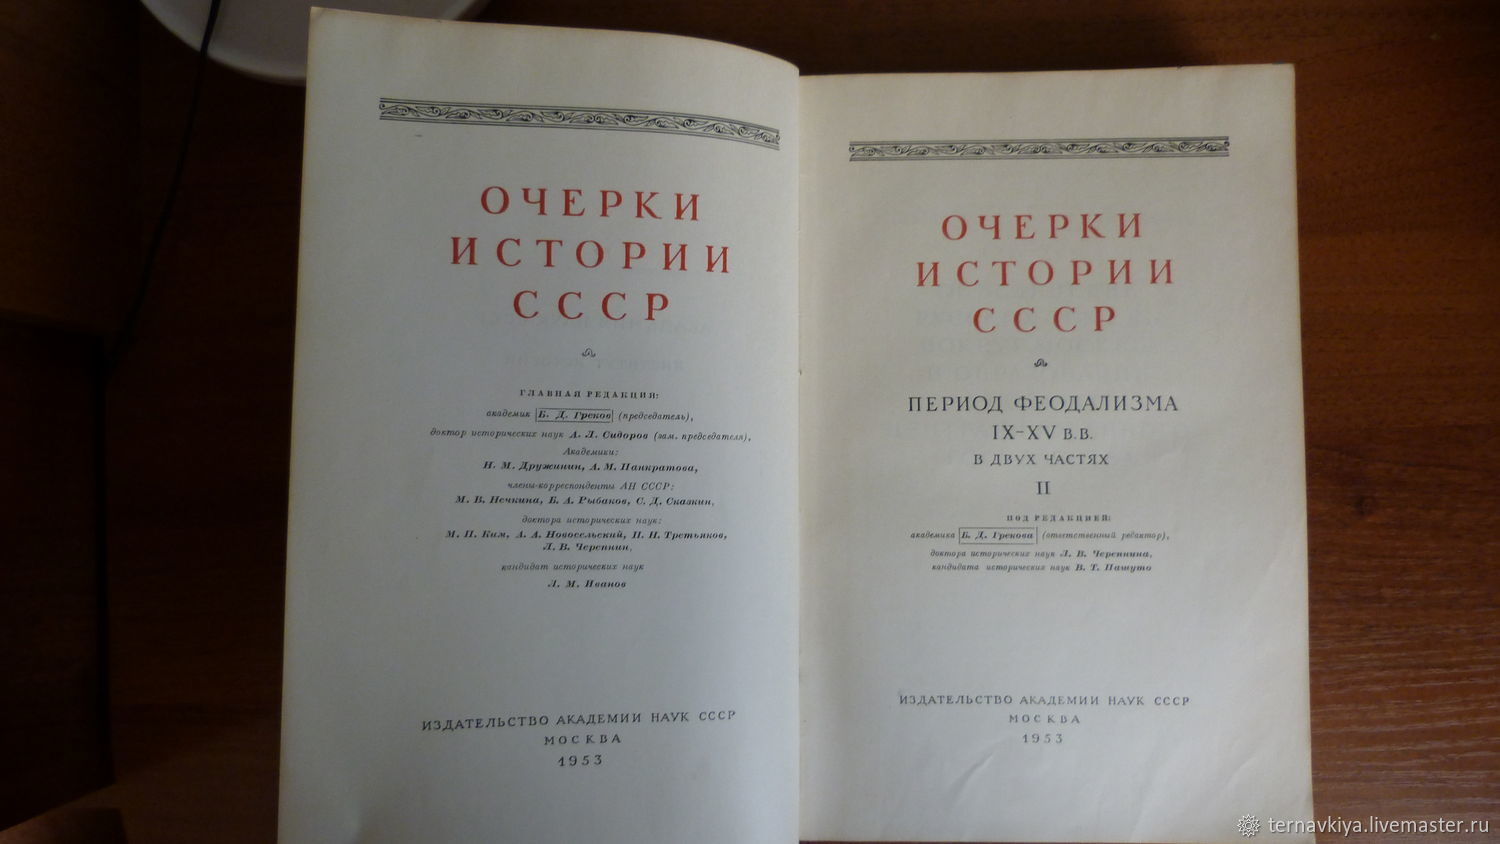 ОЧЕРКИ
ИСТОРИИ
СССР
ГЛАВНАЯ РЕДАКЦИЯ:
академик Б. Д. Греков (председатель),
доктор исторических наук А. Л. Сидоров (зам. председателя),
Академики:
Н. М. Дружинин, А. М. Панкратова,
члены-корреспонденты АН СССР:
М. В. Нечкина, Б. А. Рыбаков, С. Д. Сказкин,
доктора исторических наук:
М. П. Ким, А. А. Новосельский, П. Н. Третьяков,
Л. В. Черепнин,
кандидат исторических наук
Л. М. Иванов
ИЗДАТЕЛЬСТВО АКАДЕМИИ НАУК СССР
МОСКВА
1953
ОЧЕРКИ
ИСТОРИИ
СССР
ПЕРИОД ФЕОДАЛИЗМА
IX-XV В.В.
В ДВУХ ЧАСТЯХ
II
ПОД РЕДАКЦИЕЙ:
академика Б. Д. Грекова (ответственный редактор),
доктора исторических наук Л. В. Черепнина,
кандидата исторических наук В. Т. Пашуто
ИЗДАТЕЛЬСТВО АКАДЕМИИ НАУК СССР
МОСКВА
1953
ternavkiya.livemaster.ru